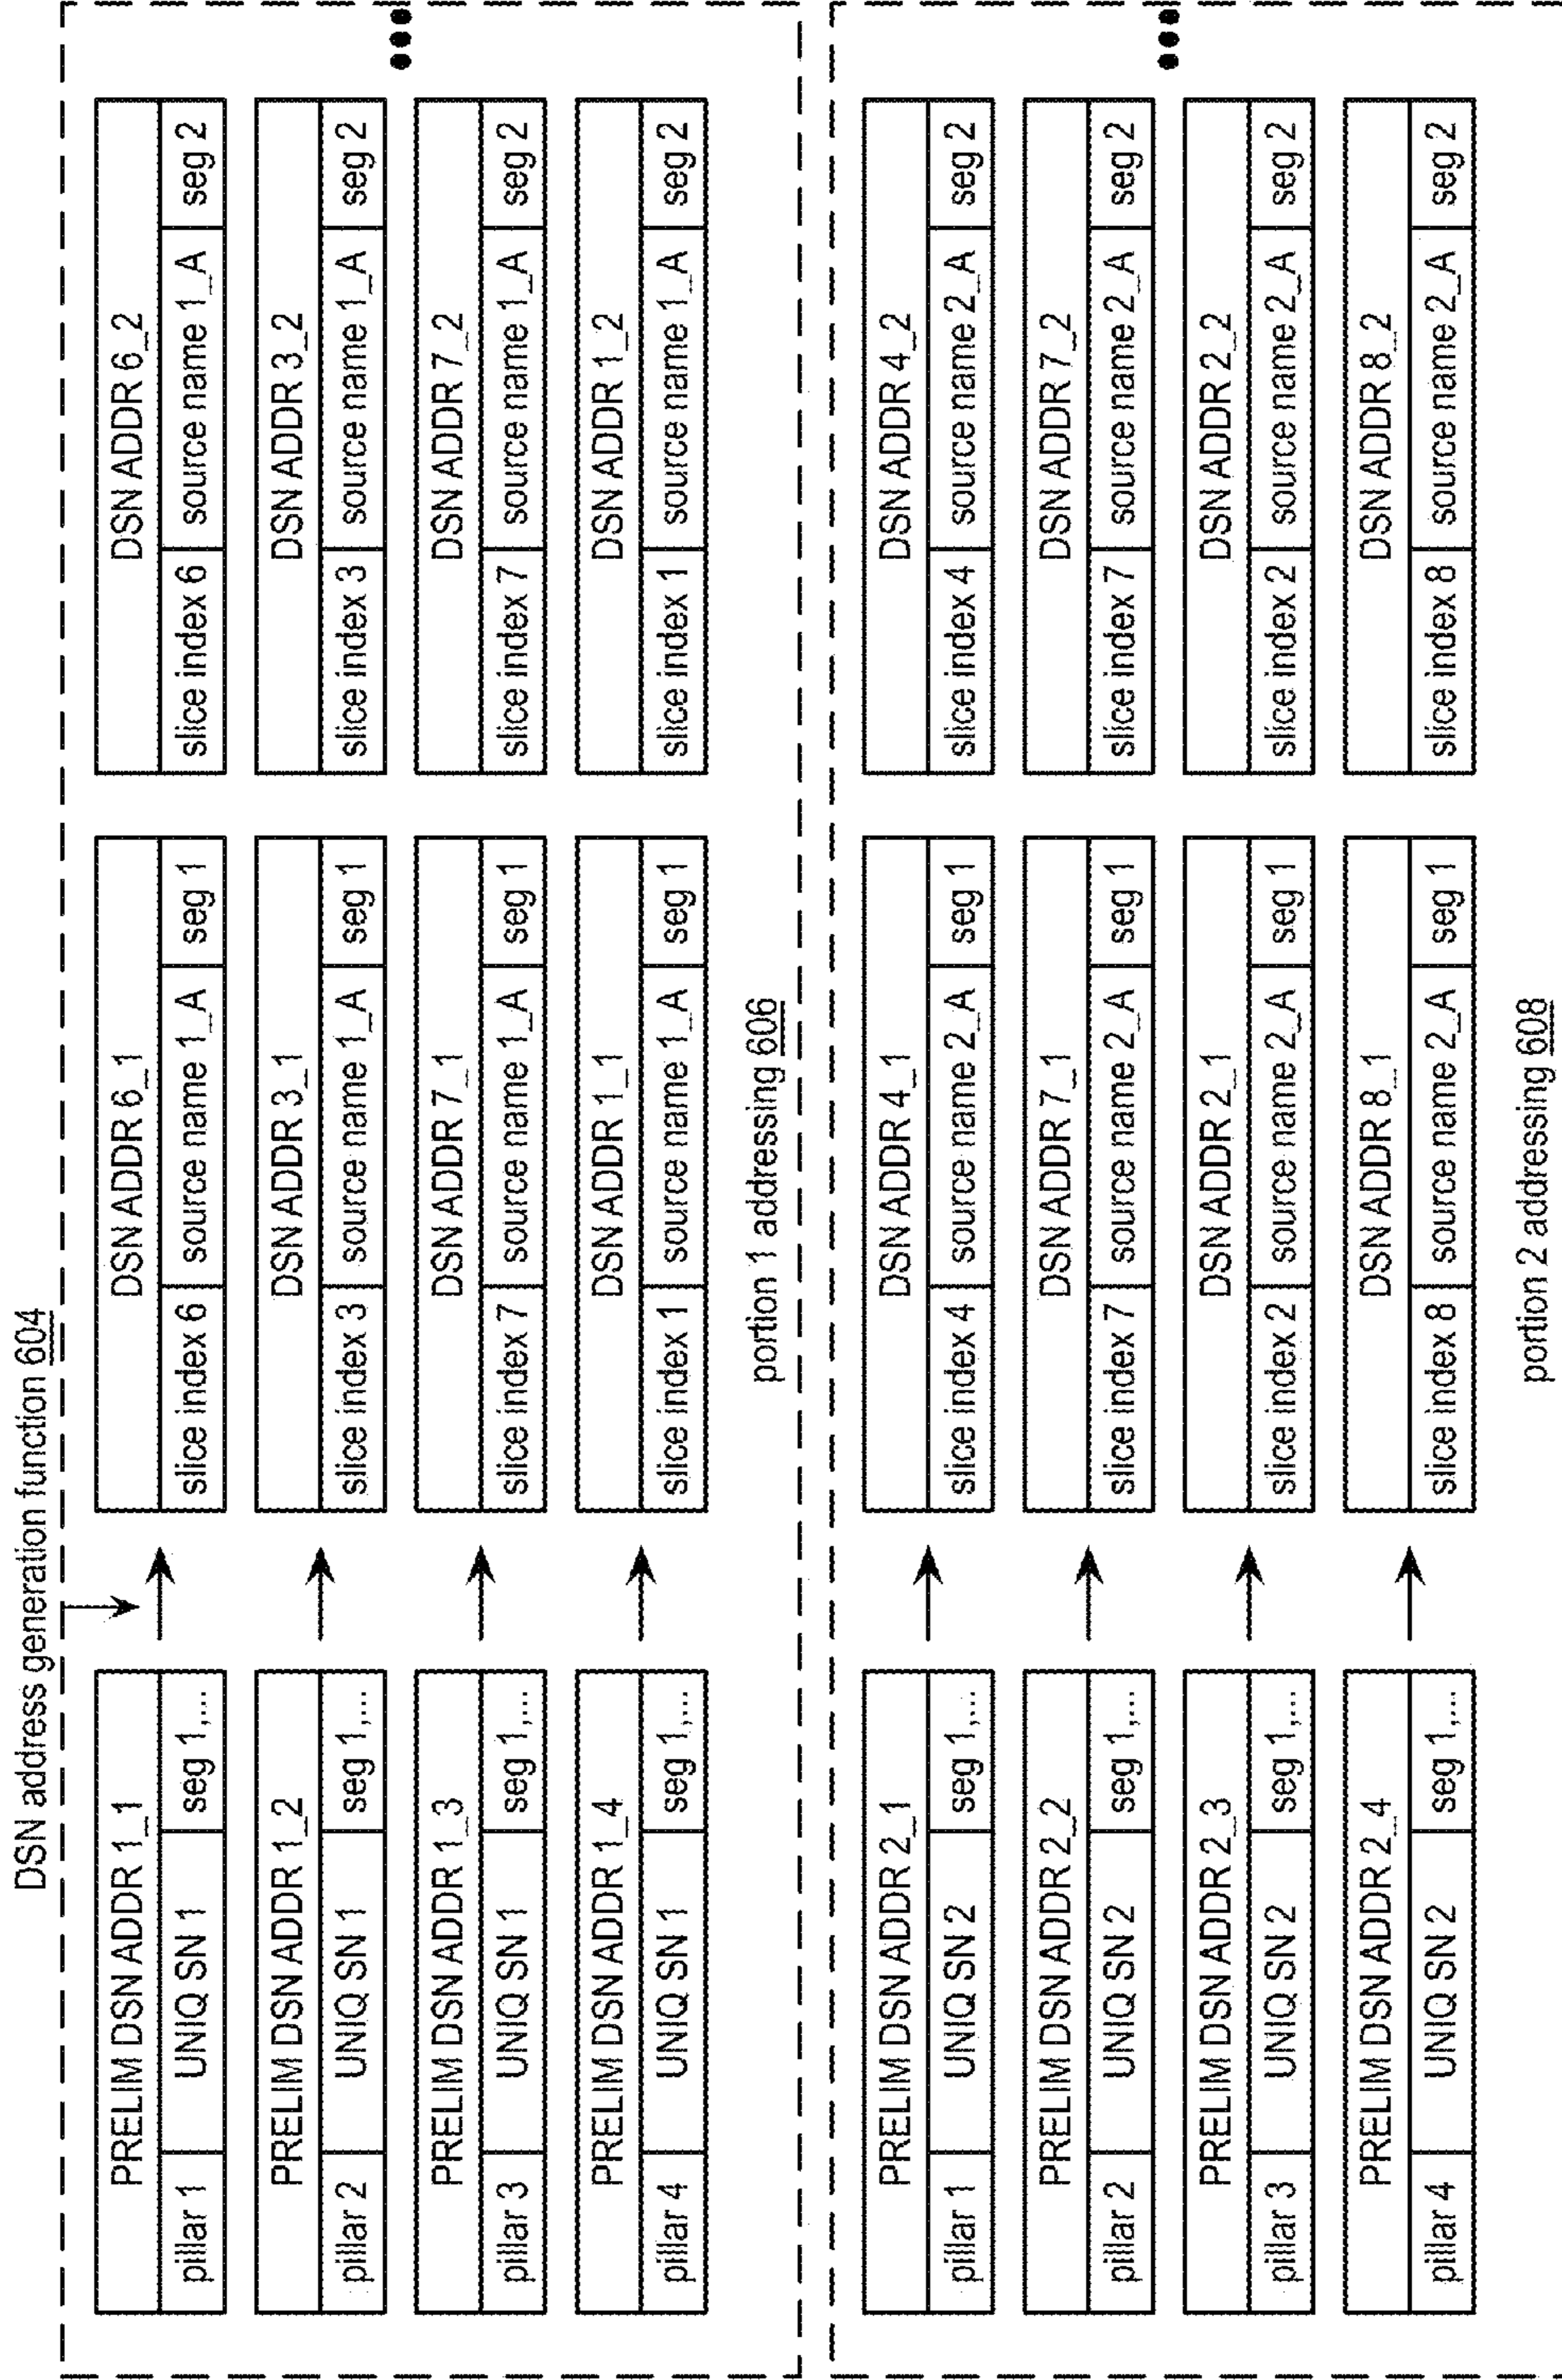 DSN address generation function 604
PRELIM DSN ADDR 1_1
pillar 1 UNIQ SN 1 seg 1,...
DSN ADDR 6_1
slice index 6 source name 1_A seg 1
DSN ADDR 6_2
slice index 6 source name 1_A seg 2
PRELIM DSN ADDR 1_2
pillar 2 UNIQ SN 1 seg 1,...
DSN ADDR 3_1
slice index 3 source name 1_A seg 1
DSN ADDR 3_2
slice index 3 source name 1_A seg 2
PRELIM DSN ADDR 1_3
pillar 3 UNIQ SN 1 seg 1,...
DSN ADDR 7_1
slice index 7 source name 1_A seg 1
DSN ADDR 7_2
slice index 7 source name 1_A seg 2
PRELIM DSN ADDR 1_4
pillar 4 UNIQ SN 1 seg 1,...
DSN ADDR 1_1
slice index 1 source name 1_A seg 1
DSN ADDR 1_2
slice index 1 source name 1_A seg 2
portion 1 addressing 606
PRELIM DSN ADDR 2_1
pillar 1 UNIQ SN 2 seg 1,...
DSN ADDR 4_1
slice index 4 source name 2_A seg 1
DSN ADDR 4_2
slice index 4 source name 2_A seg 2
PRELIM DSN ADDR 2_2
pillar 2 UNIQ SN 2 seg 1,...
DSN ADDR 7_1
slice index 7 source name 2_A seg 1
DSN ADDR 7_2
slice index 7 source name 2_A seg 2
PRELIM DSN ADDR 2_3
pillar 3 UNIQ SN 2 seg 1,...
DSN ADDR 2_1
slice index 2 source name 2_A seg 1
DSN ADDR 2_2
slice index 2 source name 2_A seg 2
PRELIM DSN ADDR 2_4
pillar 4 UNIQ SN 2 seg 1,...
DSN ADDR 8_1
slice index 8 source name 2_A seg 1
DSN ADDR 8_2
slice index 8 source name 2_A seg 2
portion 2 addressing 608